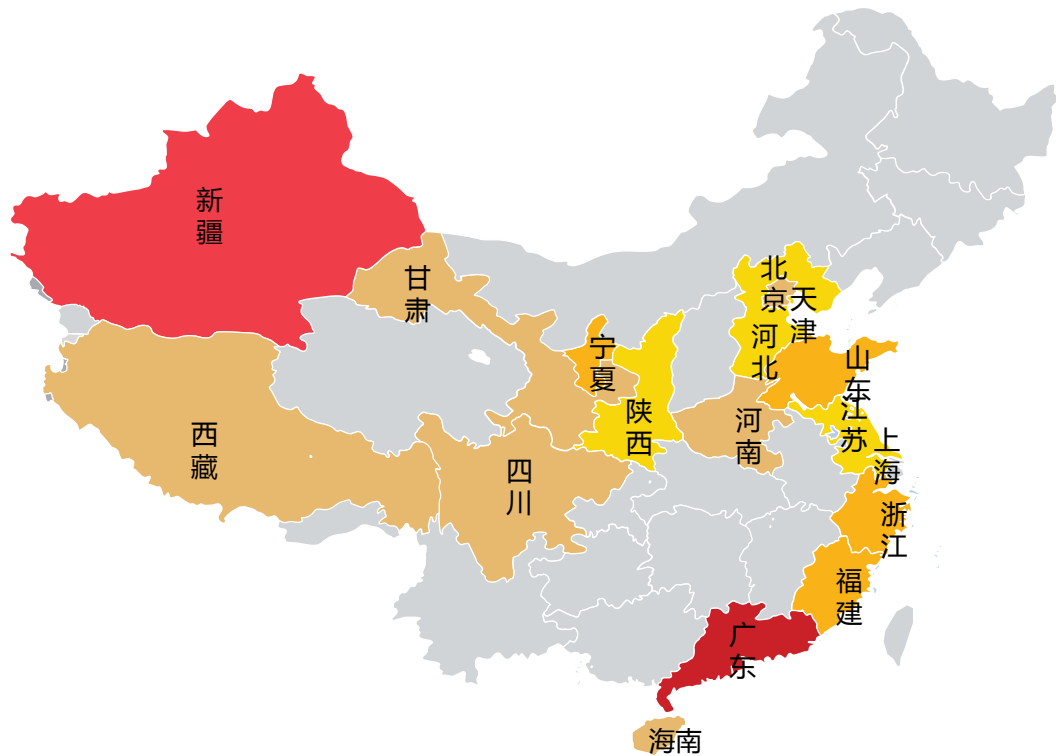 新疆
甘肃
北京
天津
河北
宁夏
山东
陕西
江苏
河南
西藏
上海
四川
浙江
福建
广东
海南